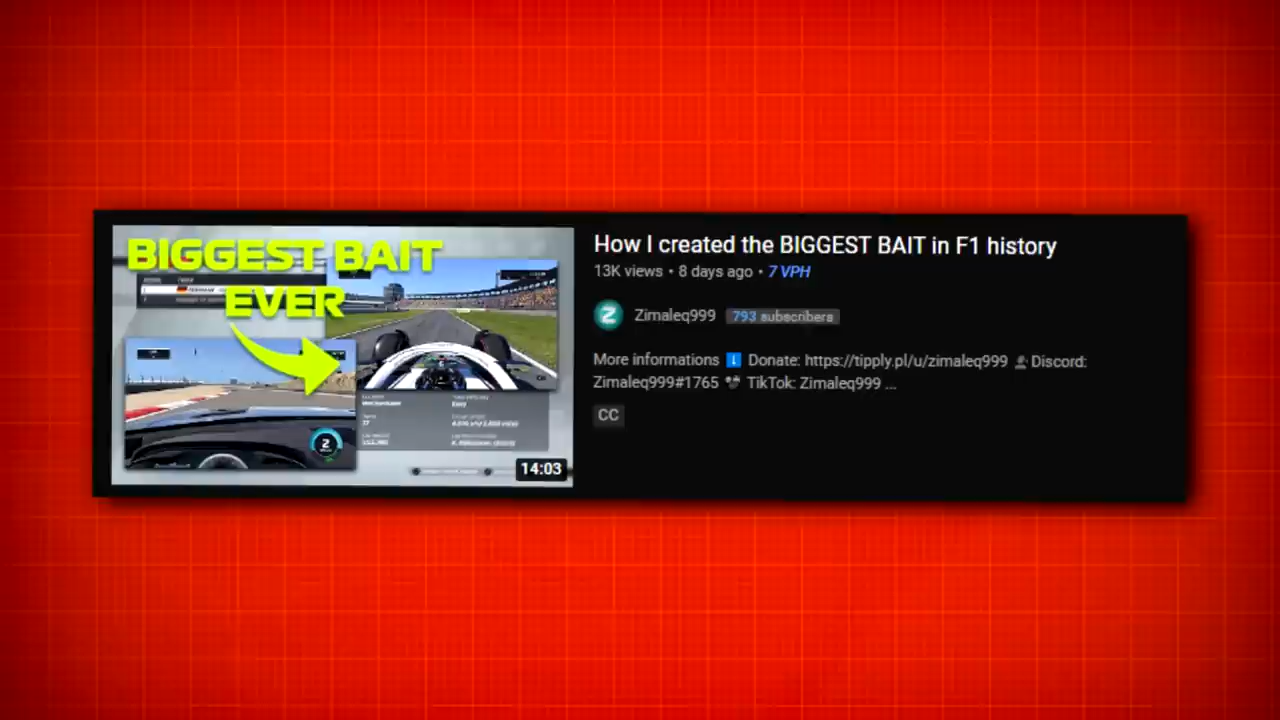 BIGGEST BAIT
EVER
2
14:03
How I created the BIGGEST BAIT in F1 history
13K views • 8 days ago • 7 VPH
Z Zimaleq999 793 subscribers
More informations ⬇ Donate: https://tipply.pl/u/zimaleq999 👤 Discord:
Zimaleq999#1765 📽 TikTok: Zimaleq999 ...
CC